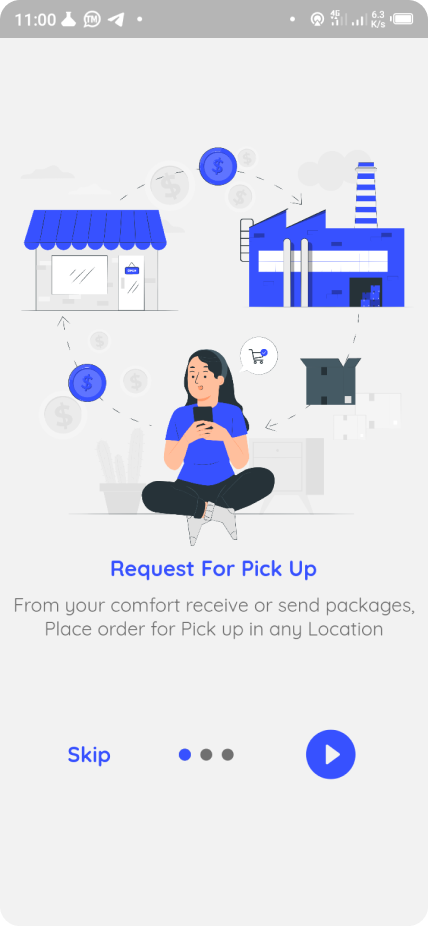 11:00
TM
4G
6.3
K/s
$
$
$
OPEN
$
$
$
Request For Pick Up
From your comfort receive or send packages,
Place order for Pick up in any Location
Skip